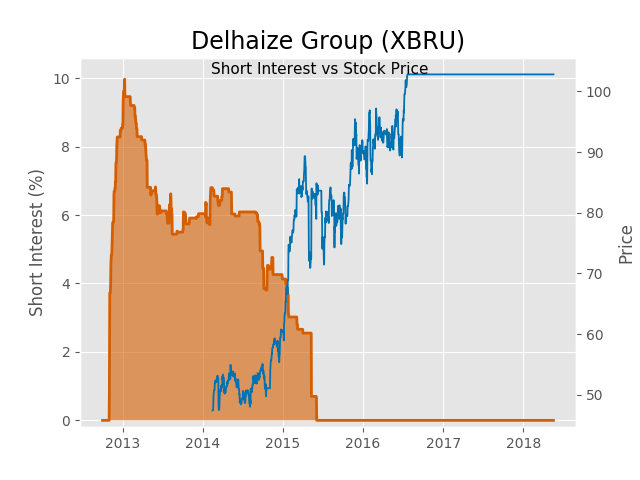 Delhaize Group (XBRU)
Short Interest vs Stock Price
10
8
6
4
2
0
Short Interest (%)
100
90
80
70
60
50
Price
2013 2014 2015 2016 2017 2018